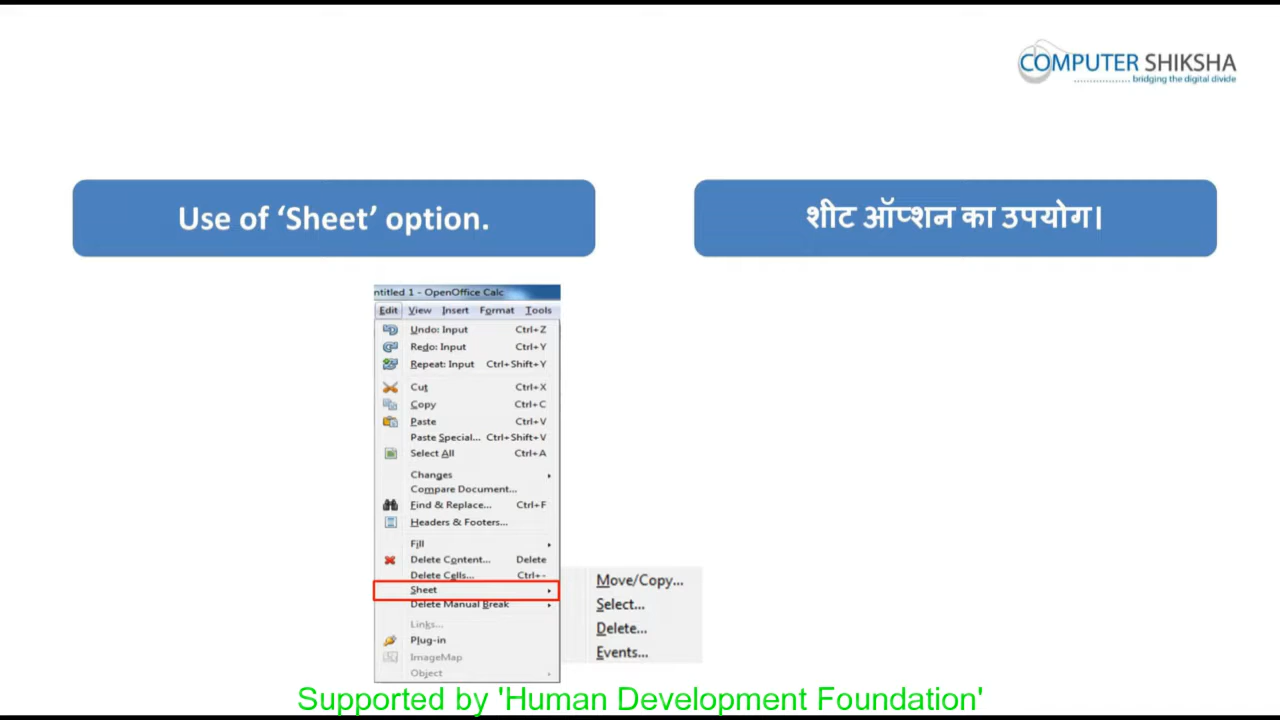 COMPUTER SHIKSHA
bridging the digital divide
Use of ‘Sheet’ option.
शीट ऑप्शन का उपयोग।
ntitled 1 - OpenOffice Calc
Edit View Insert Format Tools
Undo: Input Ctrl+Z
Redo: Input Ctrl+Y
Repeat: Input Ctrl+Shift+Y
Cut Ctrl+X
Copy Ctrl+C
Paste Ctrl+V
Paste Special... Ctrl+Shift+V
Select All Ctrl+A
Changes
Compare Document...
Find & Replace... Ctrl+F
Headers & Footers...
Fill
Delete Content... Delete
Delete Cells... Ctrl+-
Sheet
Delete Manual Break
Links...
Plug-in
ImageMap
Object
Move/Copy...
Select...
Delete...
Events...
Supported by 'Human Development Foundation'